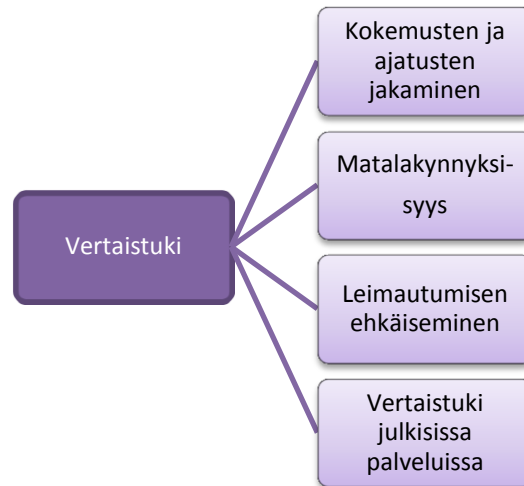 Vertaistuki
Kokemusten ja
ajatusten
jakaminen
Matalakynnyksi-
syys
Leimautumisen
ehkäiseminen
Vertaistuki
julkisissa
palveluissa